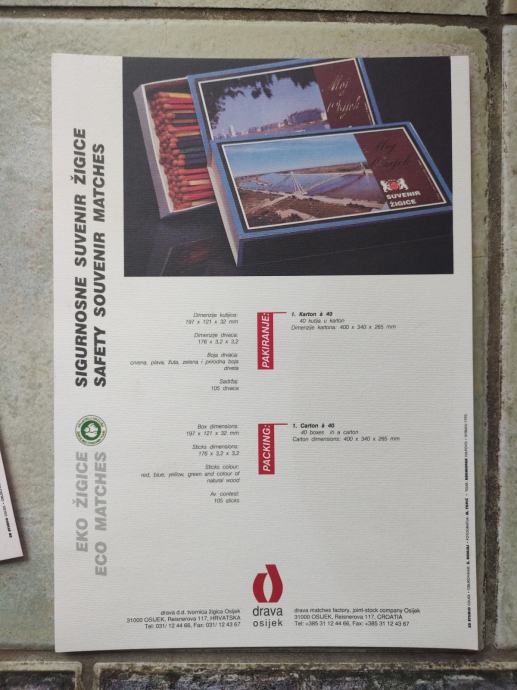 SIGURNOSNE SUVENIR ŽIGICE
SAFETY SOUVENIR MATCHES
EKO ŽIGICE
ECO MATCHES
Moj
Osijek
Moj
Osijek
SUVENIR
ŽIGICE
Dimenzije kutijice:
197 x 121 x 32 mm
Dimenzije drvaca:
176 x 3,2 x 3,2
Boja drvaca:
crvena, plava, žuta, zelena i prirodna boja
drveta
Sadržaj:
105 drvaca
PAKIRANJE:
1. Karton à 40
40 kutija u karton
Dimenzije kartona: 400 x 340 x 265 mm
Box dimensions:
197 x 121 x 32 mm
Sticks dimensions:
176 x 3,2 x 3,2
Sticks colour:
red, blue, yellow, green and colour of
natural wood
Av contest:
105 sticks
PACKING:
1. Carton à 40
40 boxes in a carton
Carton dimensions: 400 x 340 x 265 mm
drava
osijek
drava d.d. tvornica žigica Osijek
31000 OSIJEK, Reisnerova 117, HRVATSKA
Tel: 031/ 12 44 66, Fax: 031/ 12 43 67
drava matches factory, joint-stock company Osijek
31000 OSIJEK, Reisnerova 117, CROATIA
Tel: +385 31 12 44 66, Fax: +385 31 12 43 67